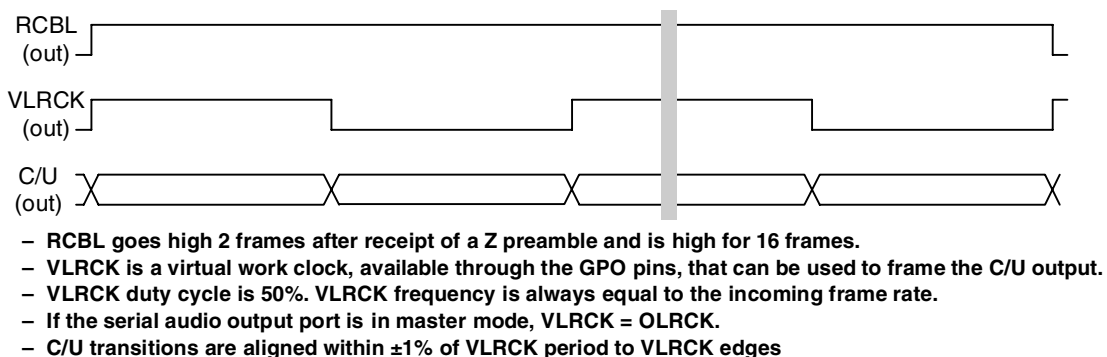 RCBL
(out)
VLRCK
(out)
C/U
(out)
– RCBL goes high 2 frames after receipt of a Z preamble and is high for 16 frames.
– VLRCK is a virtual work clock, available through the GPO pins, that can be used to frame the C/U output.
– VLRCK duty cycle is 50%. VLRCK frequency is always equal to the incoming frame rate.
– If the serial audio output port is in master mode, VLRCK = OLRCK.
– C/U transitions are aligned within ±1% of VLRCK period to VLRCK edges